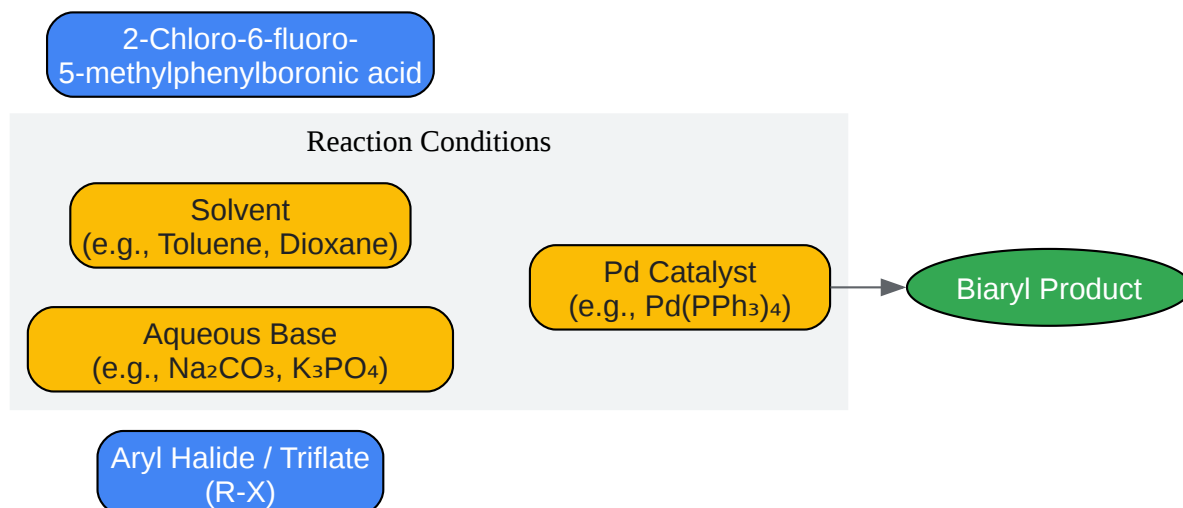 2-Chloro-6-fluoro-
5-methylphenylboronic acid
Reaction Conditions
Solvent
(e.g., Toluene, Dioxane)
Pd Catalyst
(e.g., Pd(PPh₃)₄)
Biaryl Product
Aqueous Base
(e.g., Na₂CO₃, K₃PO₄)
Aryl Halide / Triflate
(R-X)